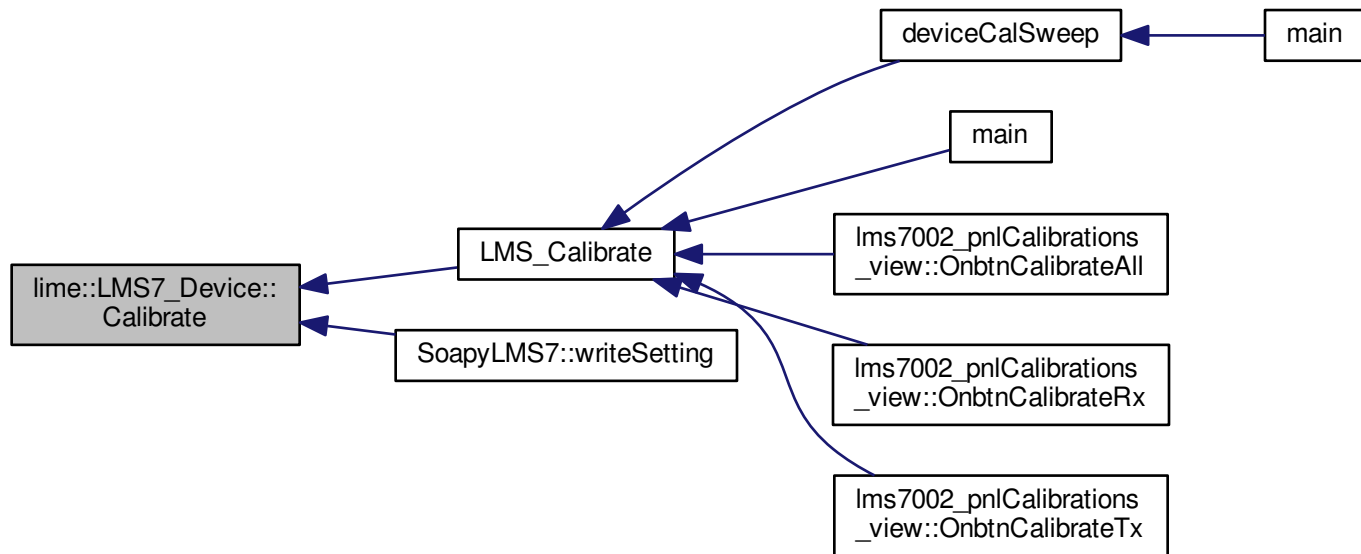 deviceCalSweep
main
main
lms7002_pnlCalibrations
_view::OnbtnCalibrateAll
LMS_Calibrate
lime::LMS7_Device::
Calibrate
SoapyLMS7::writeSetting
lms7002_pnlCalibrations
_view::OnbtnCalibrateRx
lms7002_pnlCalibrations
_view::OnbtnCalibrateTx